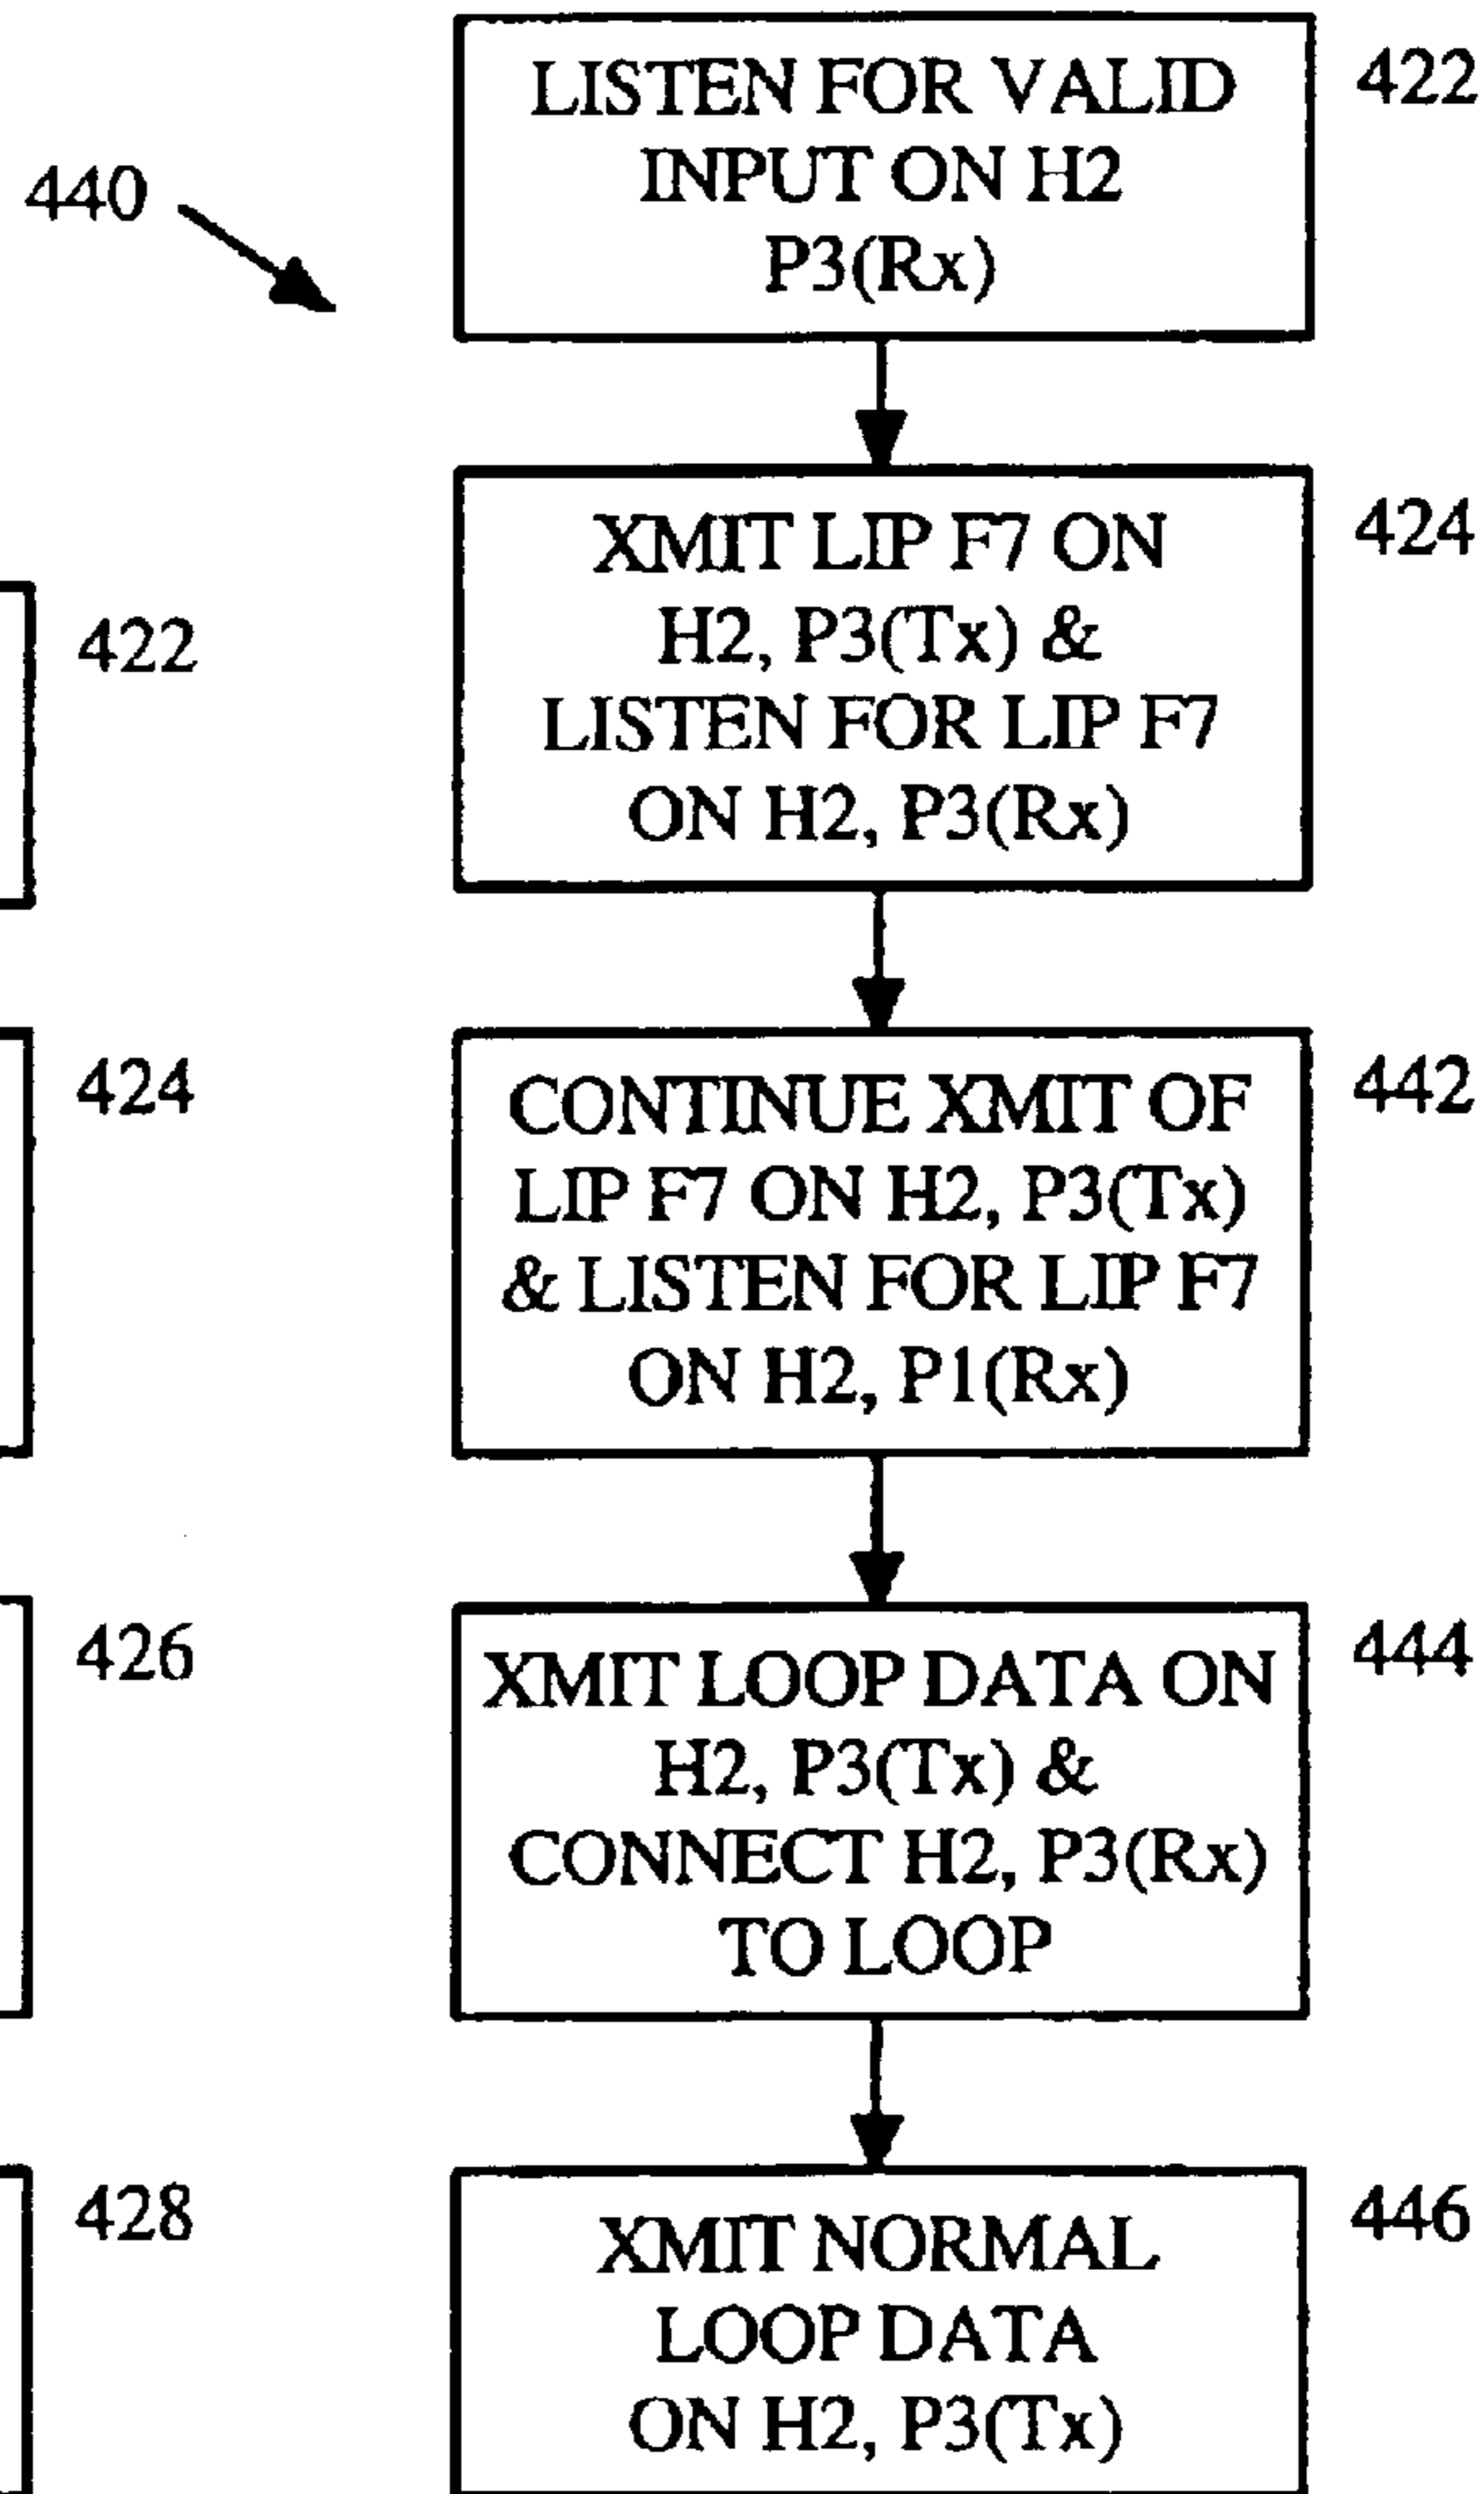 LISTEN FOR VALID
INPUT ON H2
P3(Rx)
422
440
XMIT LIP F7 ON
H2, P3(Tx) &
LISTEN FOR LIP F7
ON H2, P3(Rx)
424
422
CONTINUE XMIT OF
LIP F7 ON H2, P3(Tx)
& LISTEN FOR LIP F7
ON H2, P1(Rx)
442
424
XMIT LOOP DATA ON
H2, P3(Tx) &
CONNECT H2, P3(Rx)
TO LOOP
444
426
XMIT NORMAL
LOOP DATA
ON H2, P3(Tx)
446
428